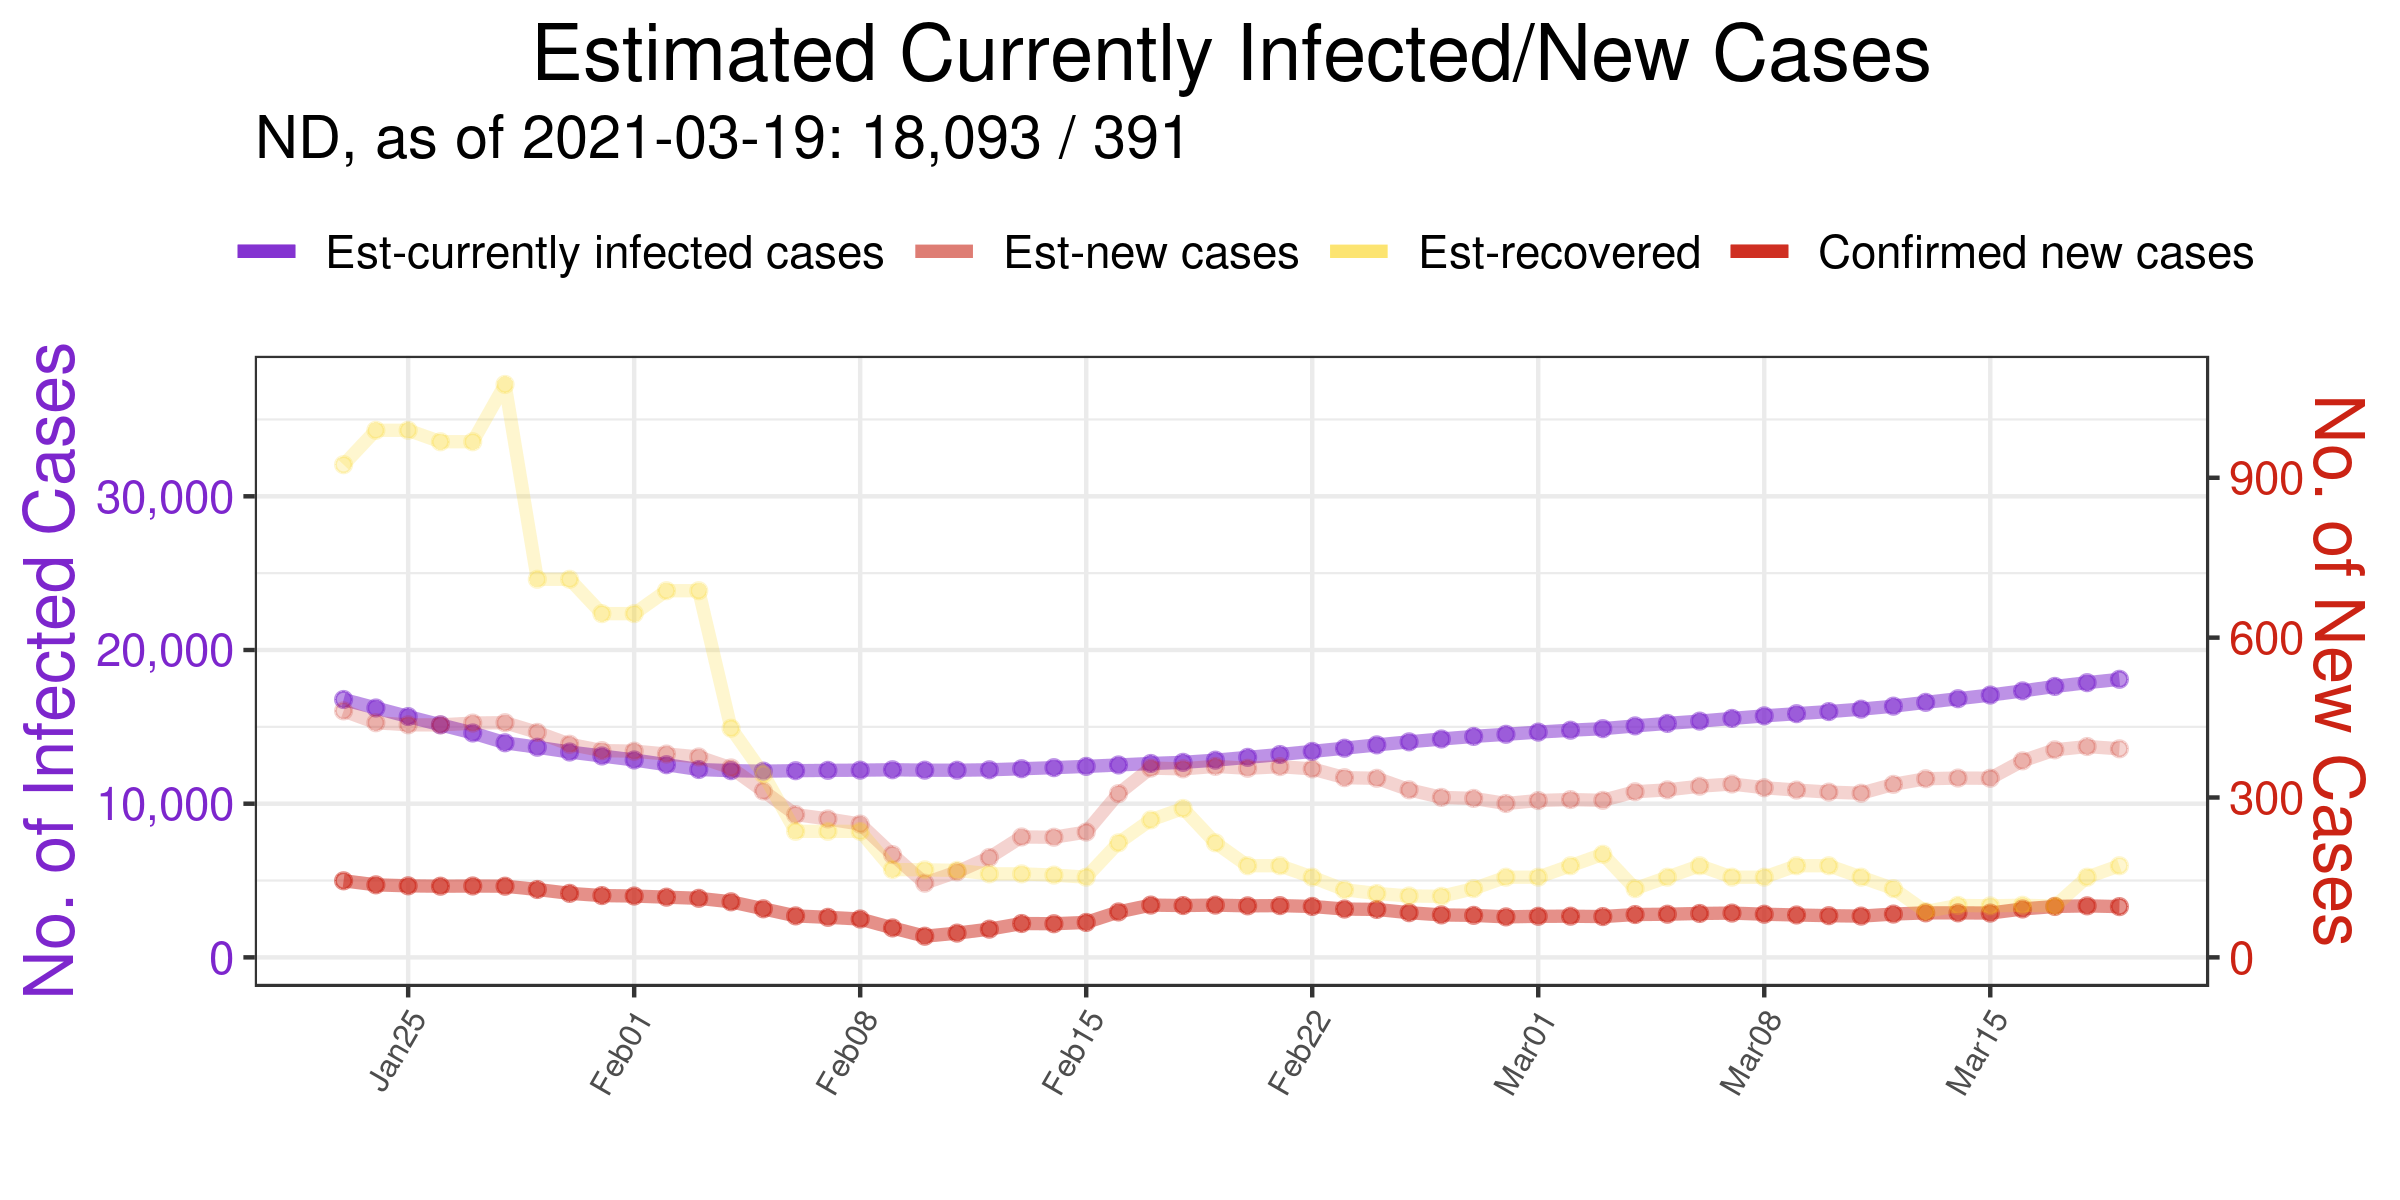 Estimated Currently Infected/New Cases
ND, as of 2021-03-19: 18,093 / 391
Est-currently infected cases Est-new cases Est-recovered Confirmed new cases
No. of Infected Cases
30,000
20,000
10,000
0
900
600
300
0
No. of New Cases
Jan25 Feb01 Feb08 Feb15 Feb22 Mar01 Mar08 Mar15